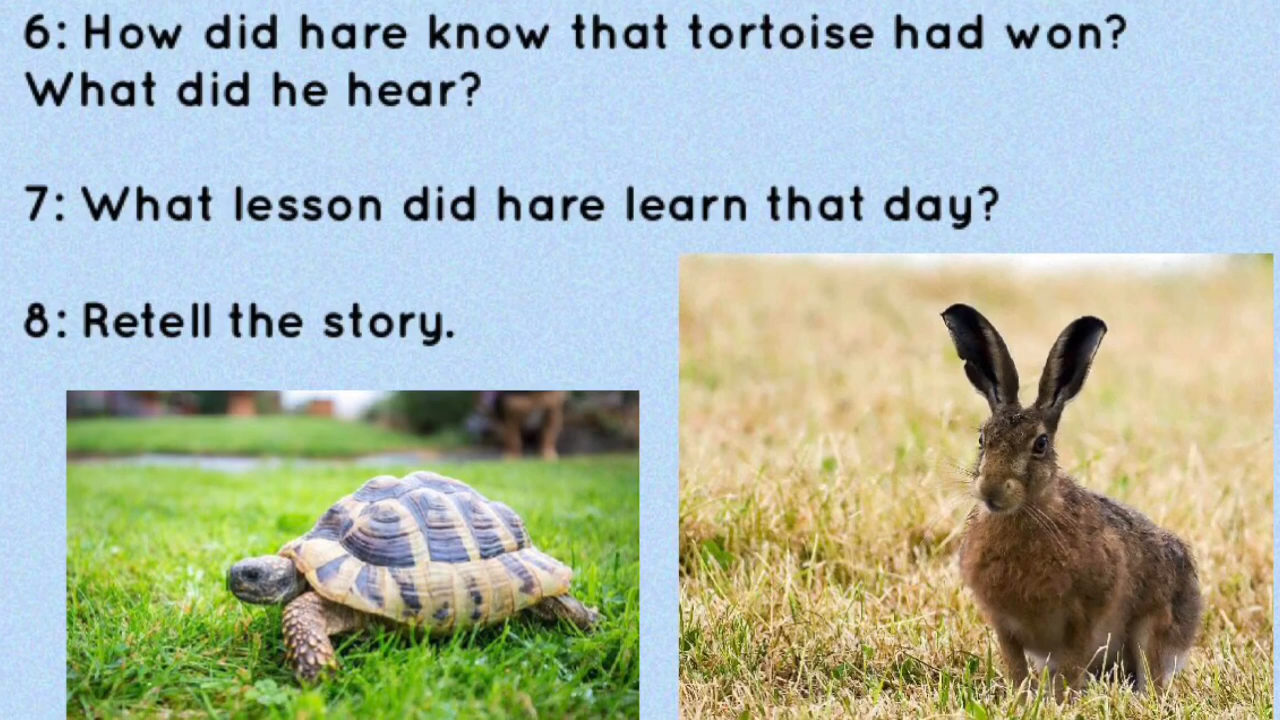 6: How did hare know that tortoise had won?
What did he hear?
7: What lesson did hare learn that day?
8: Retell the story.